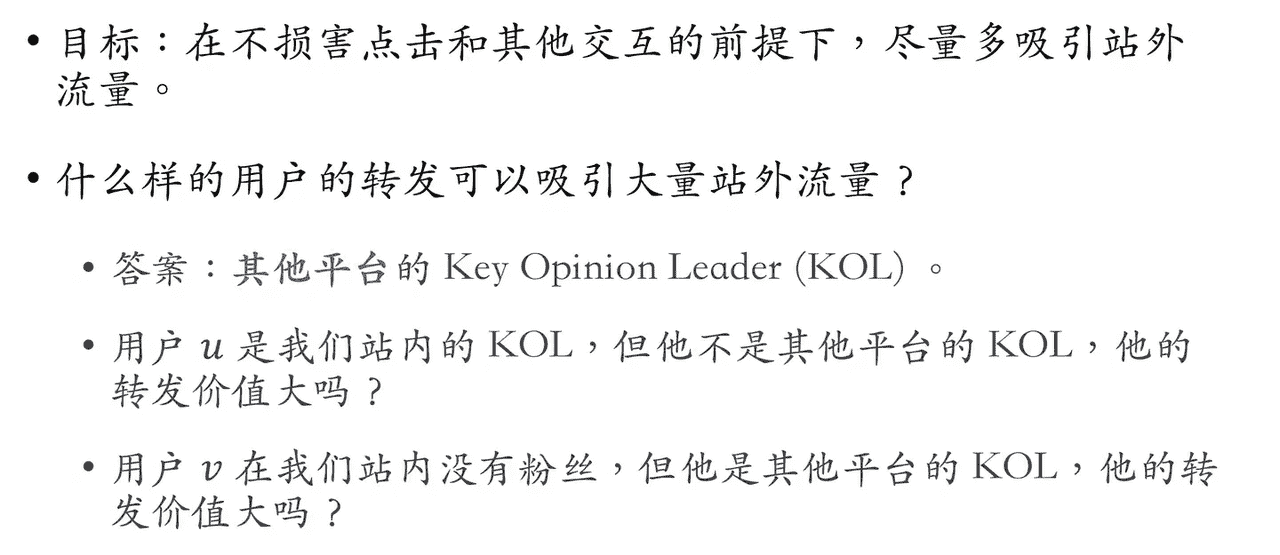 • 目标：在不损害点击和其他交互的前提下，尽量多吸引站外
流量。
• 什么样的用户的转发可以吸引大量站外流量？
• 答案：其他平台的 Key Opinion Leader (KOL) 。
• 用户 u 是我们站内的 KOL，但他不是其他平台的 KOL，他的
转发价值大吗？
• 用户 v 在我们站内没有粉丝，但他是其他平台的 KOL，他的转
发价值大吗？